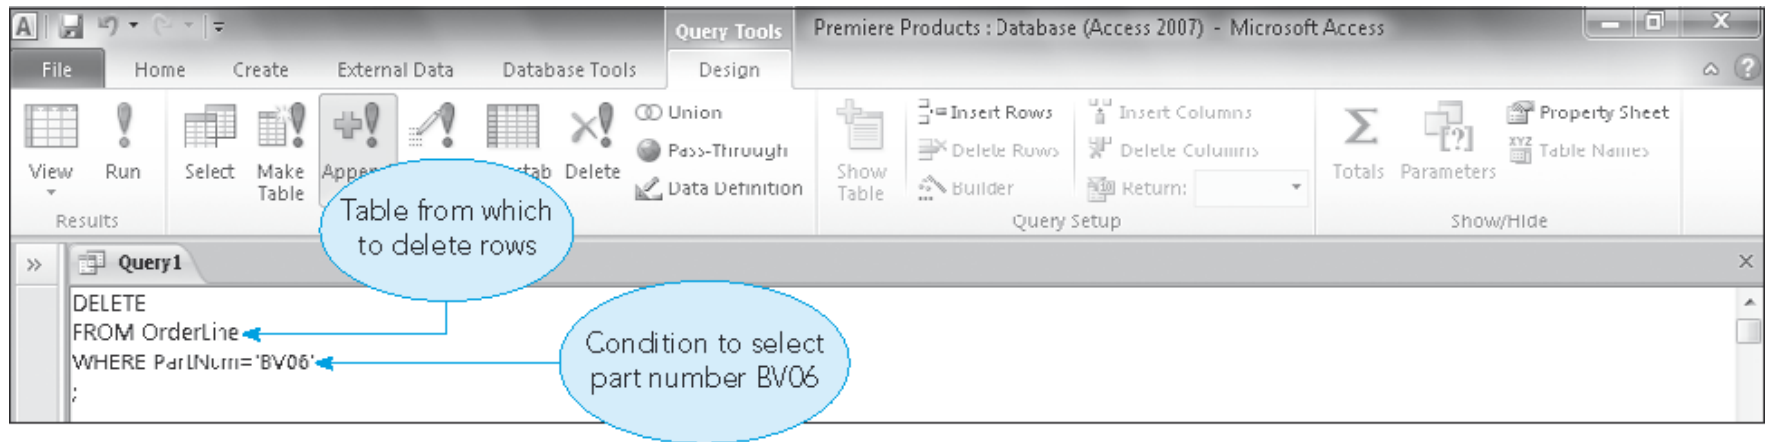 A
Query Tools Premiere Products : Database (Access 2007) - Microsoft Access
File Home Create External Data Database Tools Design
View Run Select Make Table Append Crosstab Delete
Union
Pass-Through
Data Definition
Show Table
Insert Rows
Delete Rows
Builder
Insert Columns
Delete Columns
Return:
Totals Parameters
Property Sheet
XYZ Table Names
Results Query Setup Show/Hide
Table from which
to delete rows
Query1
DELETE
FROM OrderLine
WHERE PartNum='BV06'
;
Condition to select
part number BV06